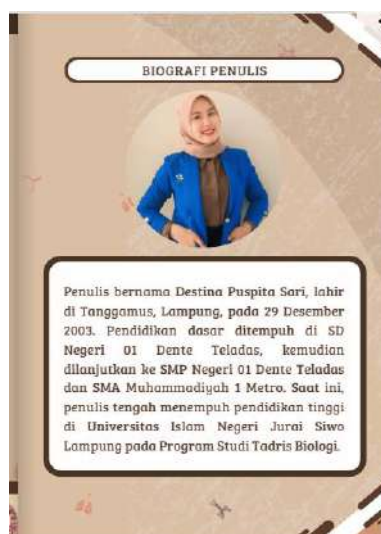 BIOGRAFI PENULIS
Penulis bernama Destina Puspita Sari, lahir
di Tanggamus, Lampung, pada 29 Desember
2003. Pendidikan dasar ditempuh di SD
Negeri 01 Dente Teladas, kemudian
dilanjutkan ke SMP Negeri 01 Dente Teladas
dan SMA Muhammadiyah 1 Metro. Saat ini,
penulis tengah menempuh pendidikan tinggi
di Universitas Islam Negeri Jurai Siwo
Lampung pada Program Studi Tadris Biologi.